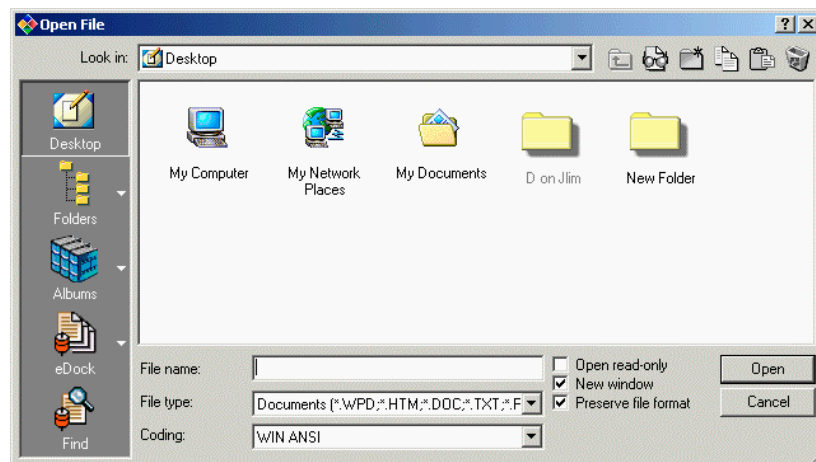 Open File
Look in: Desktop
Desktop
Folders
Albums
eDock
Find
My Computer
My Network
Places
My Documents
D on Jlim
New Folder
File name:
File type: Documents (*.WPD;*.HTM;*.DOC;*.TXT;*.F
Coding: WIN ANSI
Open read-only
New window
Preserve file format
Open
Cancel